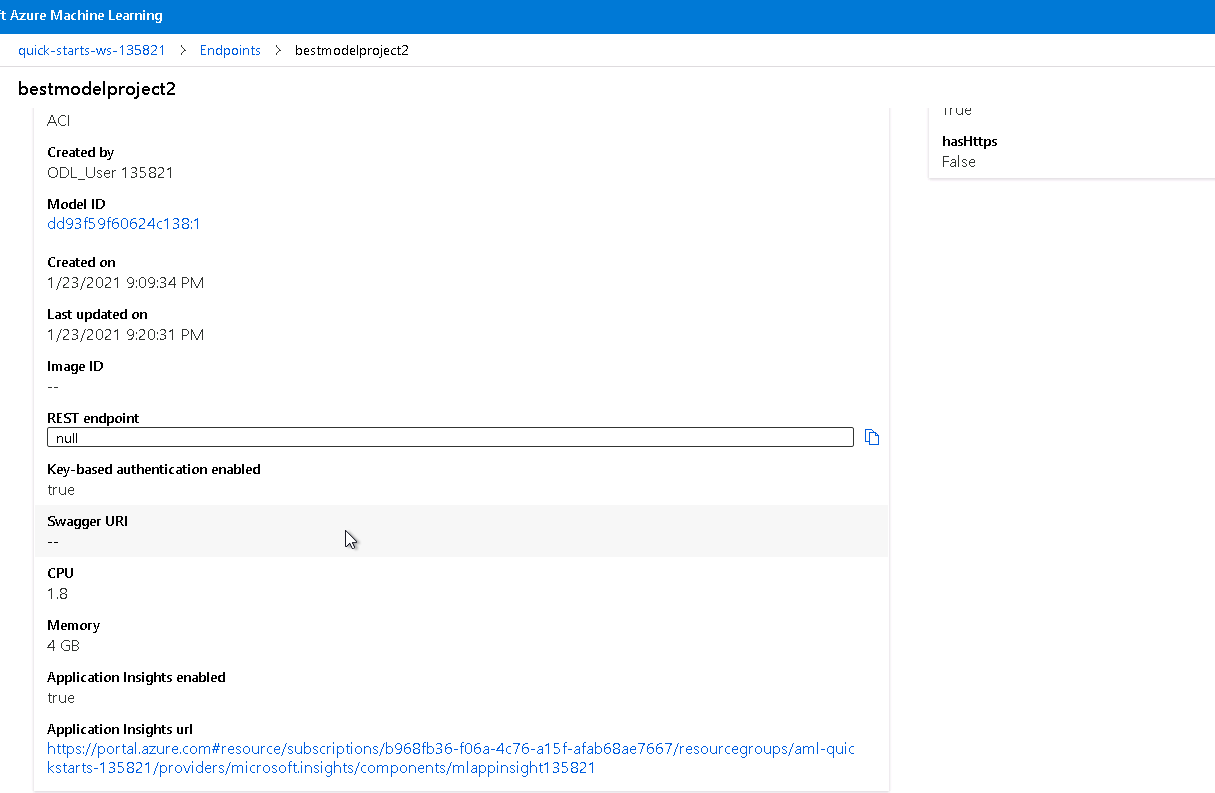 t Azure Machine Learning
quick-starts-ws-135821 > Endpoints > bestmodelproject2
bestmodelproject2
ACI
Created by
ODL_User 135821
Model ID
dd93f59f60624c138:1
Created on
1/23/2021 9:09:34 PM
Last updated on
1/23/2021 9:20:31 PM
Image ID
--
REST endpoint
null
Key-based authentication enabled
true
Swagger URI
--
CPU
1.8
Memory
4 GB
Application Insights enabled
true
Application Insights url
https://portal.azure.com#resource/subscriptions/b968fb36-f06a-4c76-a15f-afab68ae7667/resourcegroups/aml-quic
kstarts-135821/providers/microsoft.insights/components/mlappinsight135821
True
hasHttps
False